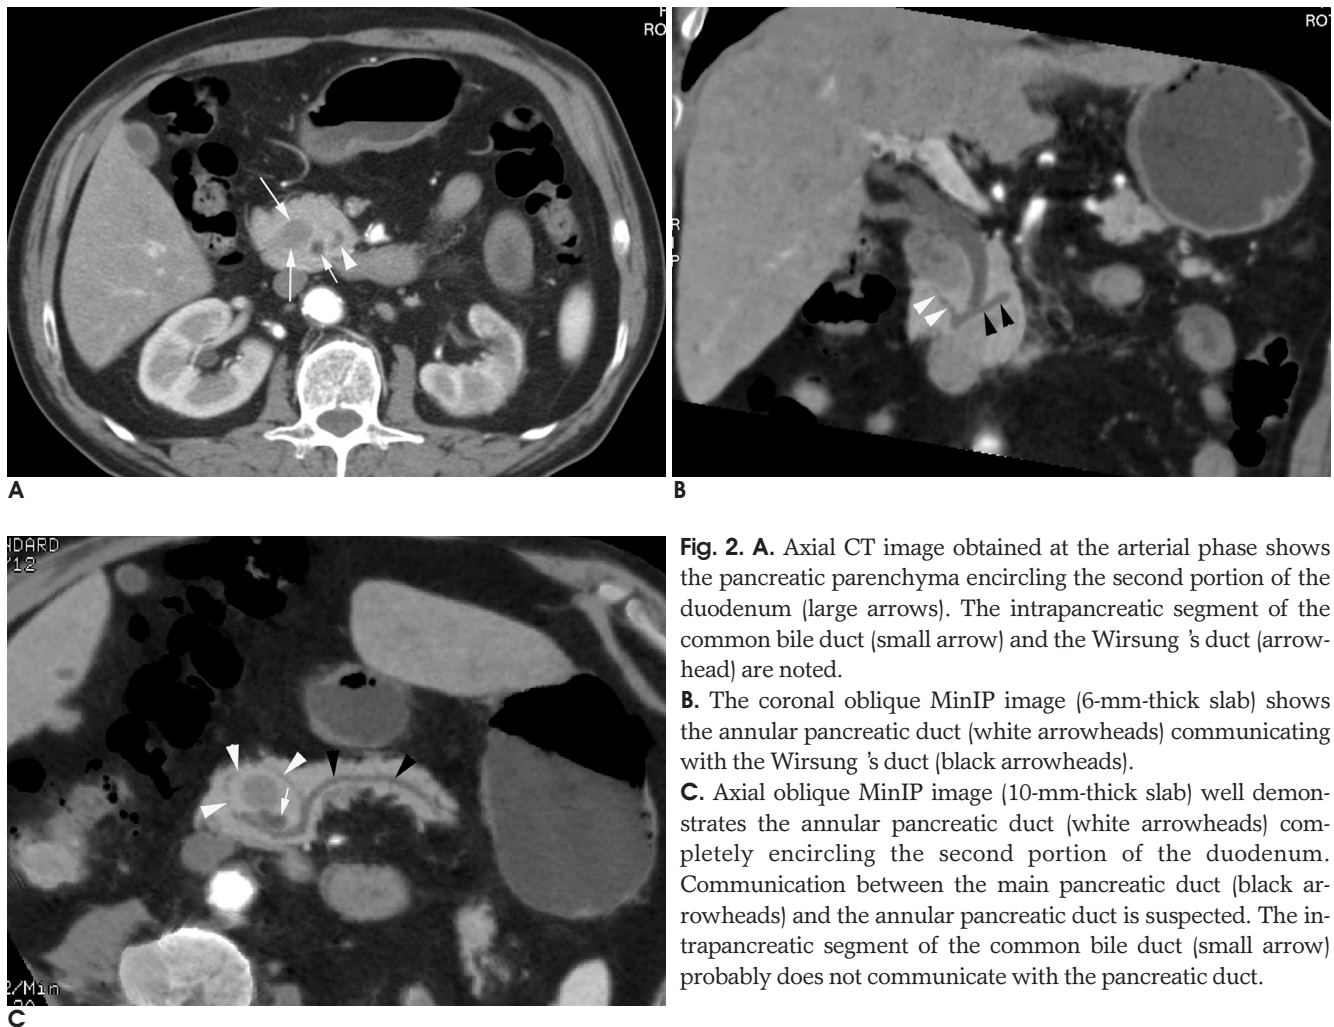 RO
A
ROT
R
I
P
B
NDARD
/12
2/Min
C
Fig. 2. A. Axial CT image obtained at the arterial phase shows
the pancreatic parenchyma encircling the second portion of the
duodenum (large arrows). The intrapancreatic segment of the
common bile duct (small arrow) and the Wirsung 's duct (arrow-
head) are noted.
B. The coronal oblique MinIP image (6-mm-thick slab) shows
the annular pancreatic duct (white arrowheads) communicating
with the Wirsung 's duct (black arrowheads).
C. Axial oblique MinIP image (10-mm-thick slab) well demon-
strates the annular pancreatic duct (white arrowheads) com-
pletely encircling the second portion of the duodenum.
Communication between the main pancreatic duct (black ar-
rowheads) and the annular pancreatic duct is suspected. The in-
trapancreatic segment of the common bile duct (small arrow)
probably does not communicate with the pancreatic duct.